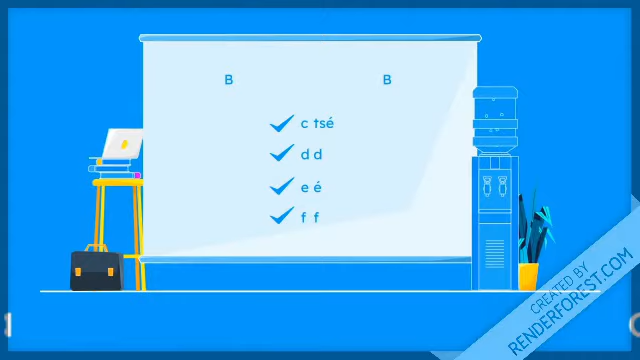 B B
c tsé
d d
e é
f f
CREATED BY
RENDERFOREST.COM